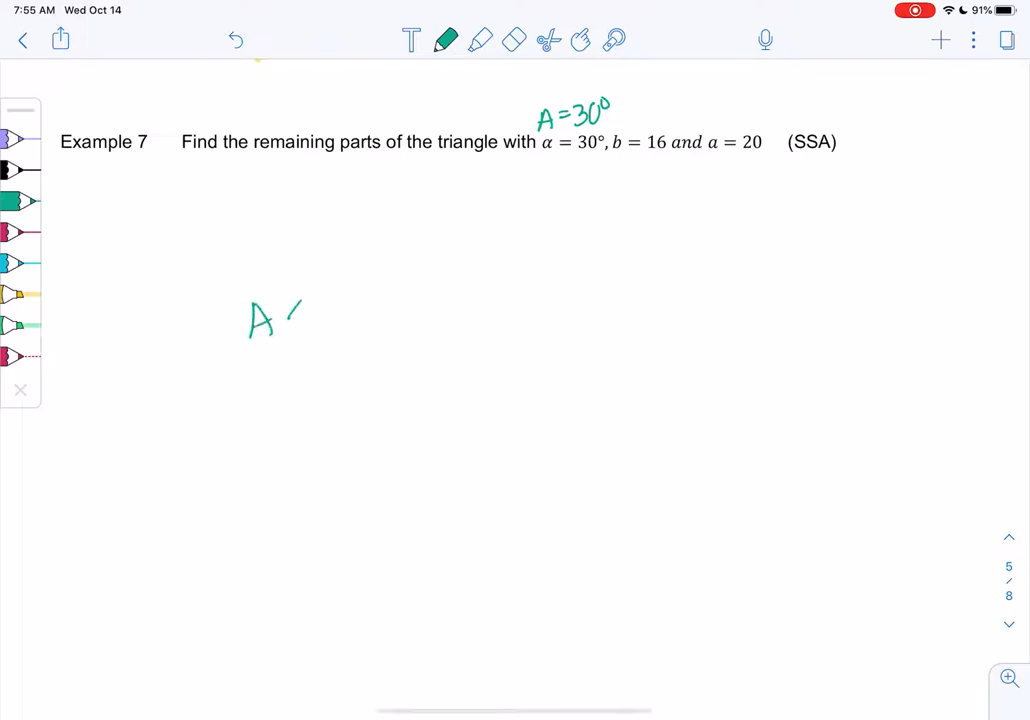 7:55 AM Wed Oct 14 91%
A = 30°
Example 7 Find the remaining parts of the triangle with α = 30°, b = 16 and a = 20 (SSA)
A
5
/
8